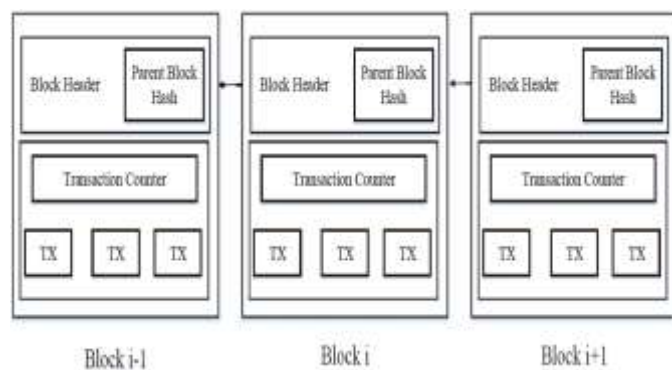 Block Header
Parent Block
Hash
Transaction Counter
TX TX TX
Block i-1
Block Header
Parent Block
Hash
Transaction Counter
TX TX TX
Block i
Block Header
Parent Block
Hash
Transaction Counter
TX TX TX
Block i+1